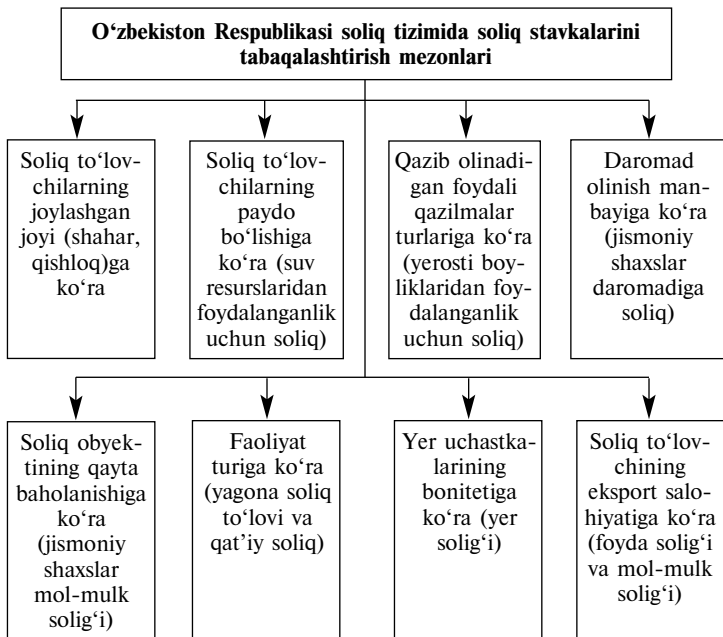 O‘zbekiston Respublikasi soliq tizimida soliq stavkalarini
tabaqalashtirish mezonlari
Soliq to‘lov-
chilarning
joylashgan
joyi (shahar,
qishloq)ga
ko‘ra
Soliq to‘lov-
chilarning
paydo
bo‘lishiga
ko‘ra (suv
resurslaridan
foydalanganlik
uchun soliq)
Qazib olinadi-
gan foydali
qazilmalar
turlariga ko‘ra
(yerosti boy-
liklaridan foy-
dalanganlik
uchun soliq)
Daromad
olinish man-
bayiga ko‘ra
(jismoniy
shaxslar
daromadiga
soliq)
Soliq obyek-
tining qayta
baholanishiga
ko‘ra
(jismoniy
shaxslar
mol-mulk
solig‘i)
Faoliyat
turiga ko‘ra
(yagona soliq
to‘lovi va
qat’iy soliq)
Yer uchastka-
larining
bonitetiga
ko‘ra (yer
solig‘i)
Soliq to‘lov-
chining
eksport salo-
hiyatiga ko‘ra
(foyda solig‘i
va mol-mulk
solig‘i)